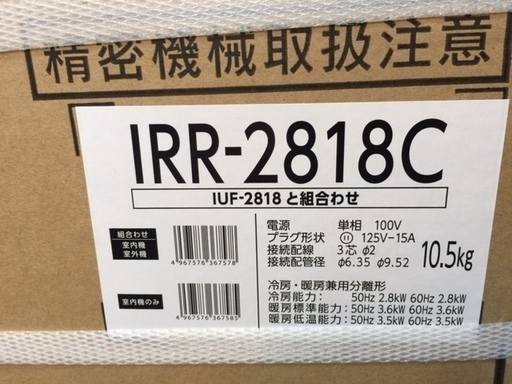 精密機械取扱注意
IRR-2818C
IUF-2818 と組合わせ
組合わせ
室内機
室外機
4 967576 367578
室内機のみ
4 967576 367585
電源 単相 100V
プラグ形状 125V-15A
接続配線 3芯 φ2
接続配管径 φ6.35 φ9.52
10.5kg
冷房・暖房兼用分離形
冷房能力: 50Hz 2.8kW 60Hz 2.8kW
暖房標準能力: 50Hz 3.6kW 60Hz 3.6kW
暖房低温能力: 50Hz 3.5kW 60Hz 3.5kW